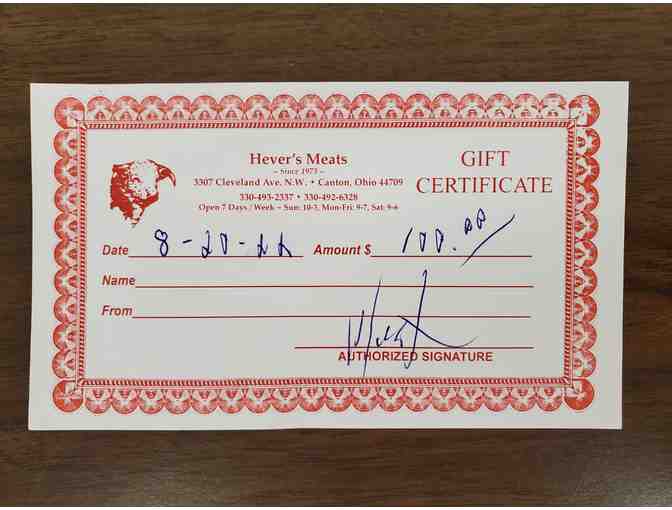 Hever's Meats
~ Since 1973 ~
3307 Cleveland Ave. N.W. • Canton, Ohio 44709
330-493-2337 • 330-492-6328
Open 7 Days / Week ~ Sun: 10-3, Mon-Fri: 9-7, Sat: 9-6
GIFT
CERTIFICATE
Date 8-20-22 Amount $ 100.00
Name
From
AUTHORIZED SIGNATURE